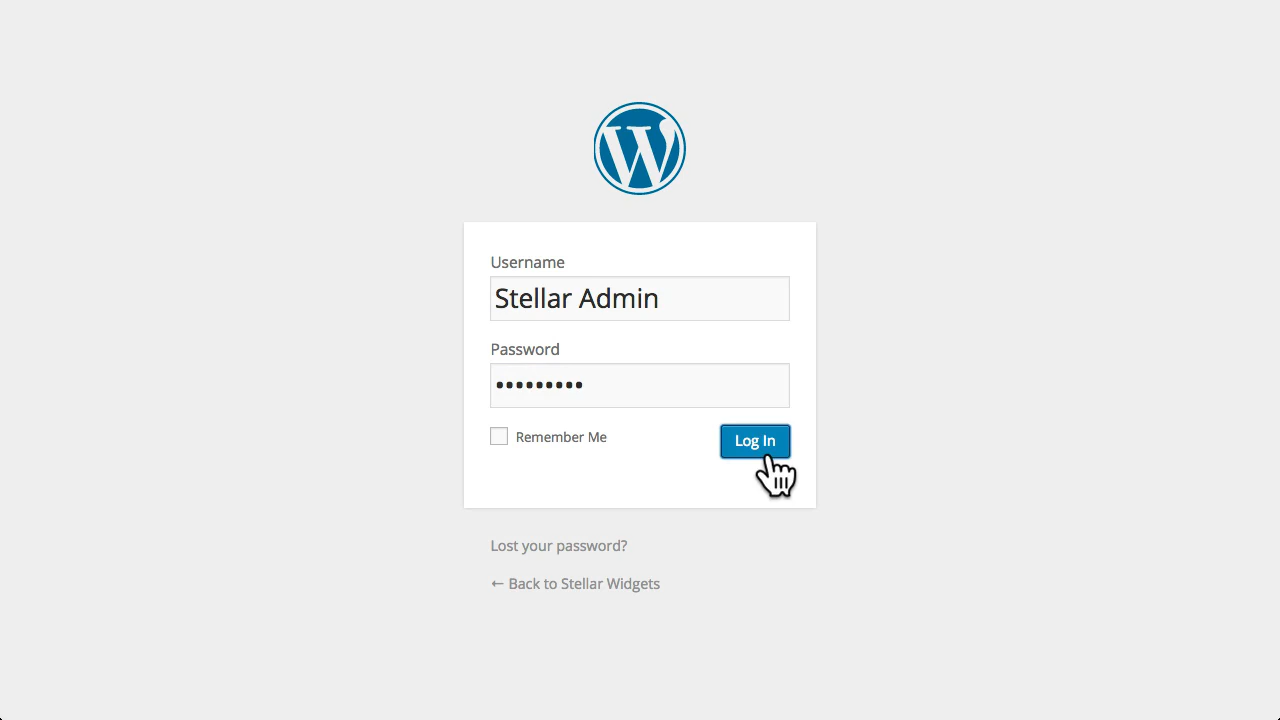 Username
Stellar Admin
Password
•••••••••
Remember Me
Log In
Lost your password?
← Back to Stellar Widgets